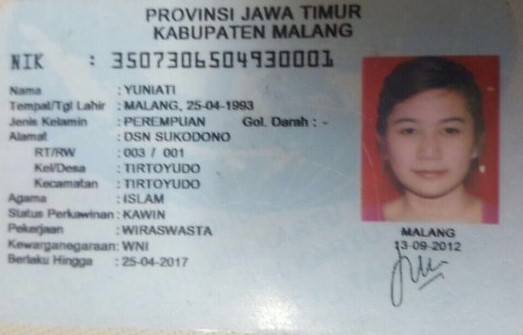 PROVINSI JAWA TIMUR
KABUPATEN MALANG
NIK : 3507306504930001
Nama : YUNIATI
Tempat/Tgl Lahir : MALANG, 25-04-1993
Jenis Kelamin : PEREMPUAN Gol. Darah : -
Alamat : DSN SUKODONO
RT/RW : 003 / 001
Kel/Desa : TIRTOYUDO
Kecamatan : TIRTOYUDO
Agama : ISLAM
Status Perkawinan : KAWIN
Pekerjaan : WIRASWASTA
Kewarganegaraan : WNI
Berlaku Hingga : 25-04-2017
MALANG
13-09-2012